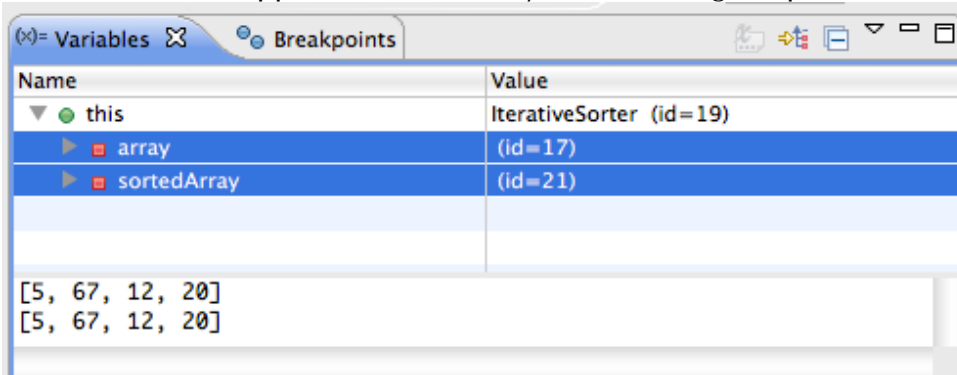 (x)= Variables Breakpoints
Name Value
this IterativeSorter (id=19)
array (id=17)
sortedArray (id=21)
[5, 67, 12, 20]
[5, 67, 12, 20]